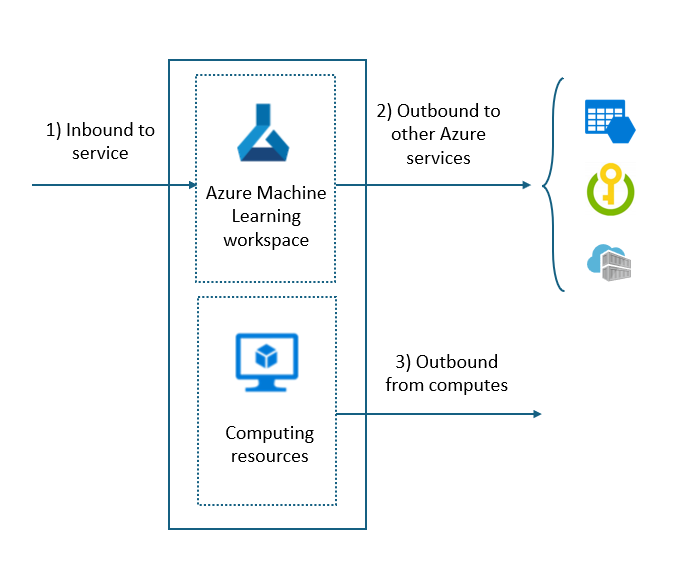 1) Inbound to
service
2) Outbound to
other Azure
services
Azure Machine
Learning
workspace
3) Outbound
from computes
Computing
resources